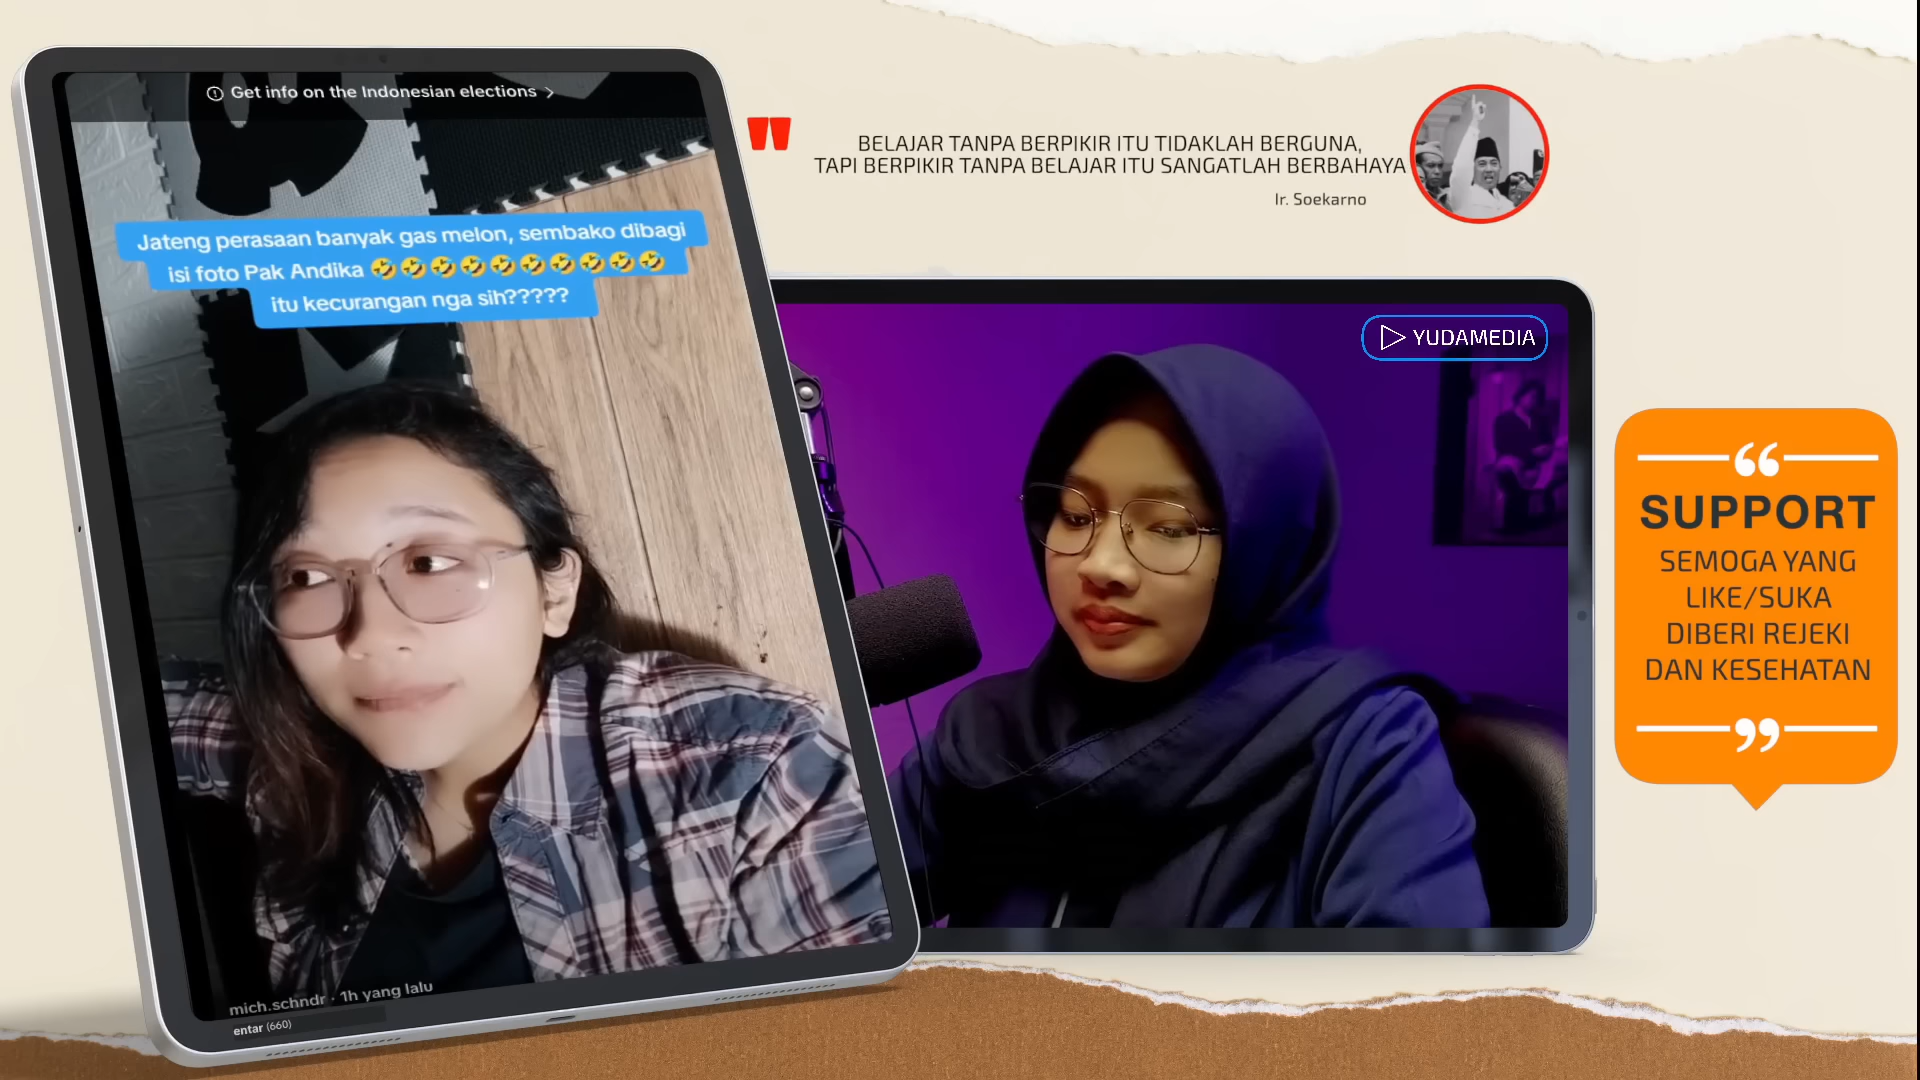 Get info on the Indonesian elections
Jateng perasaan banyak gas melon, sembako dibagi
isi foto Pak Andika 🤣🤣🤣🤣🤣🤣🤣🤣🤣🤣
itu kecurangan nga sih?????
mich.schndr · 1h yang lalu
entar (660)
BELAJAR TANPA BERPIKIR ITU TIDAKLAH BERGUNA,
TAPI BERPIKIR TANPA BELAJAR ITU SANGATLAH BERBAHAYA
Ir. Soekarno
YUDAMEDIA
SUPPORT
SEMOGA YANG
LIKE/SUKA
DIBERI REJEKI
DAN KESEHATAN